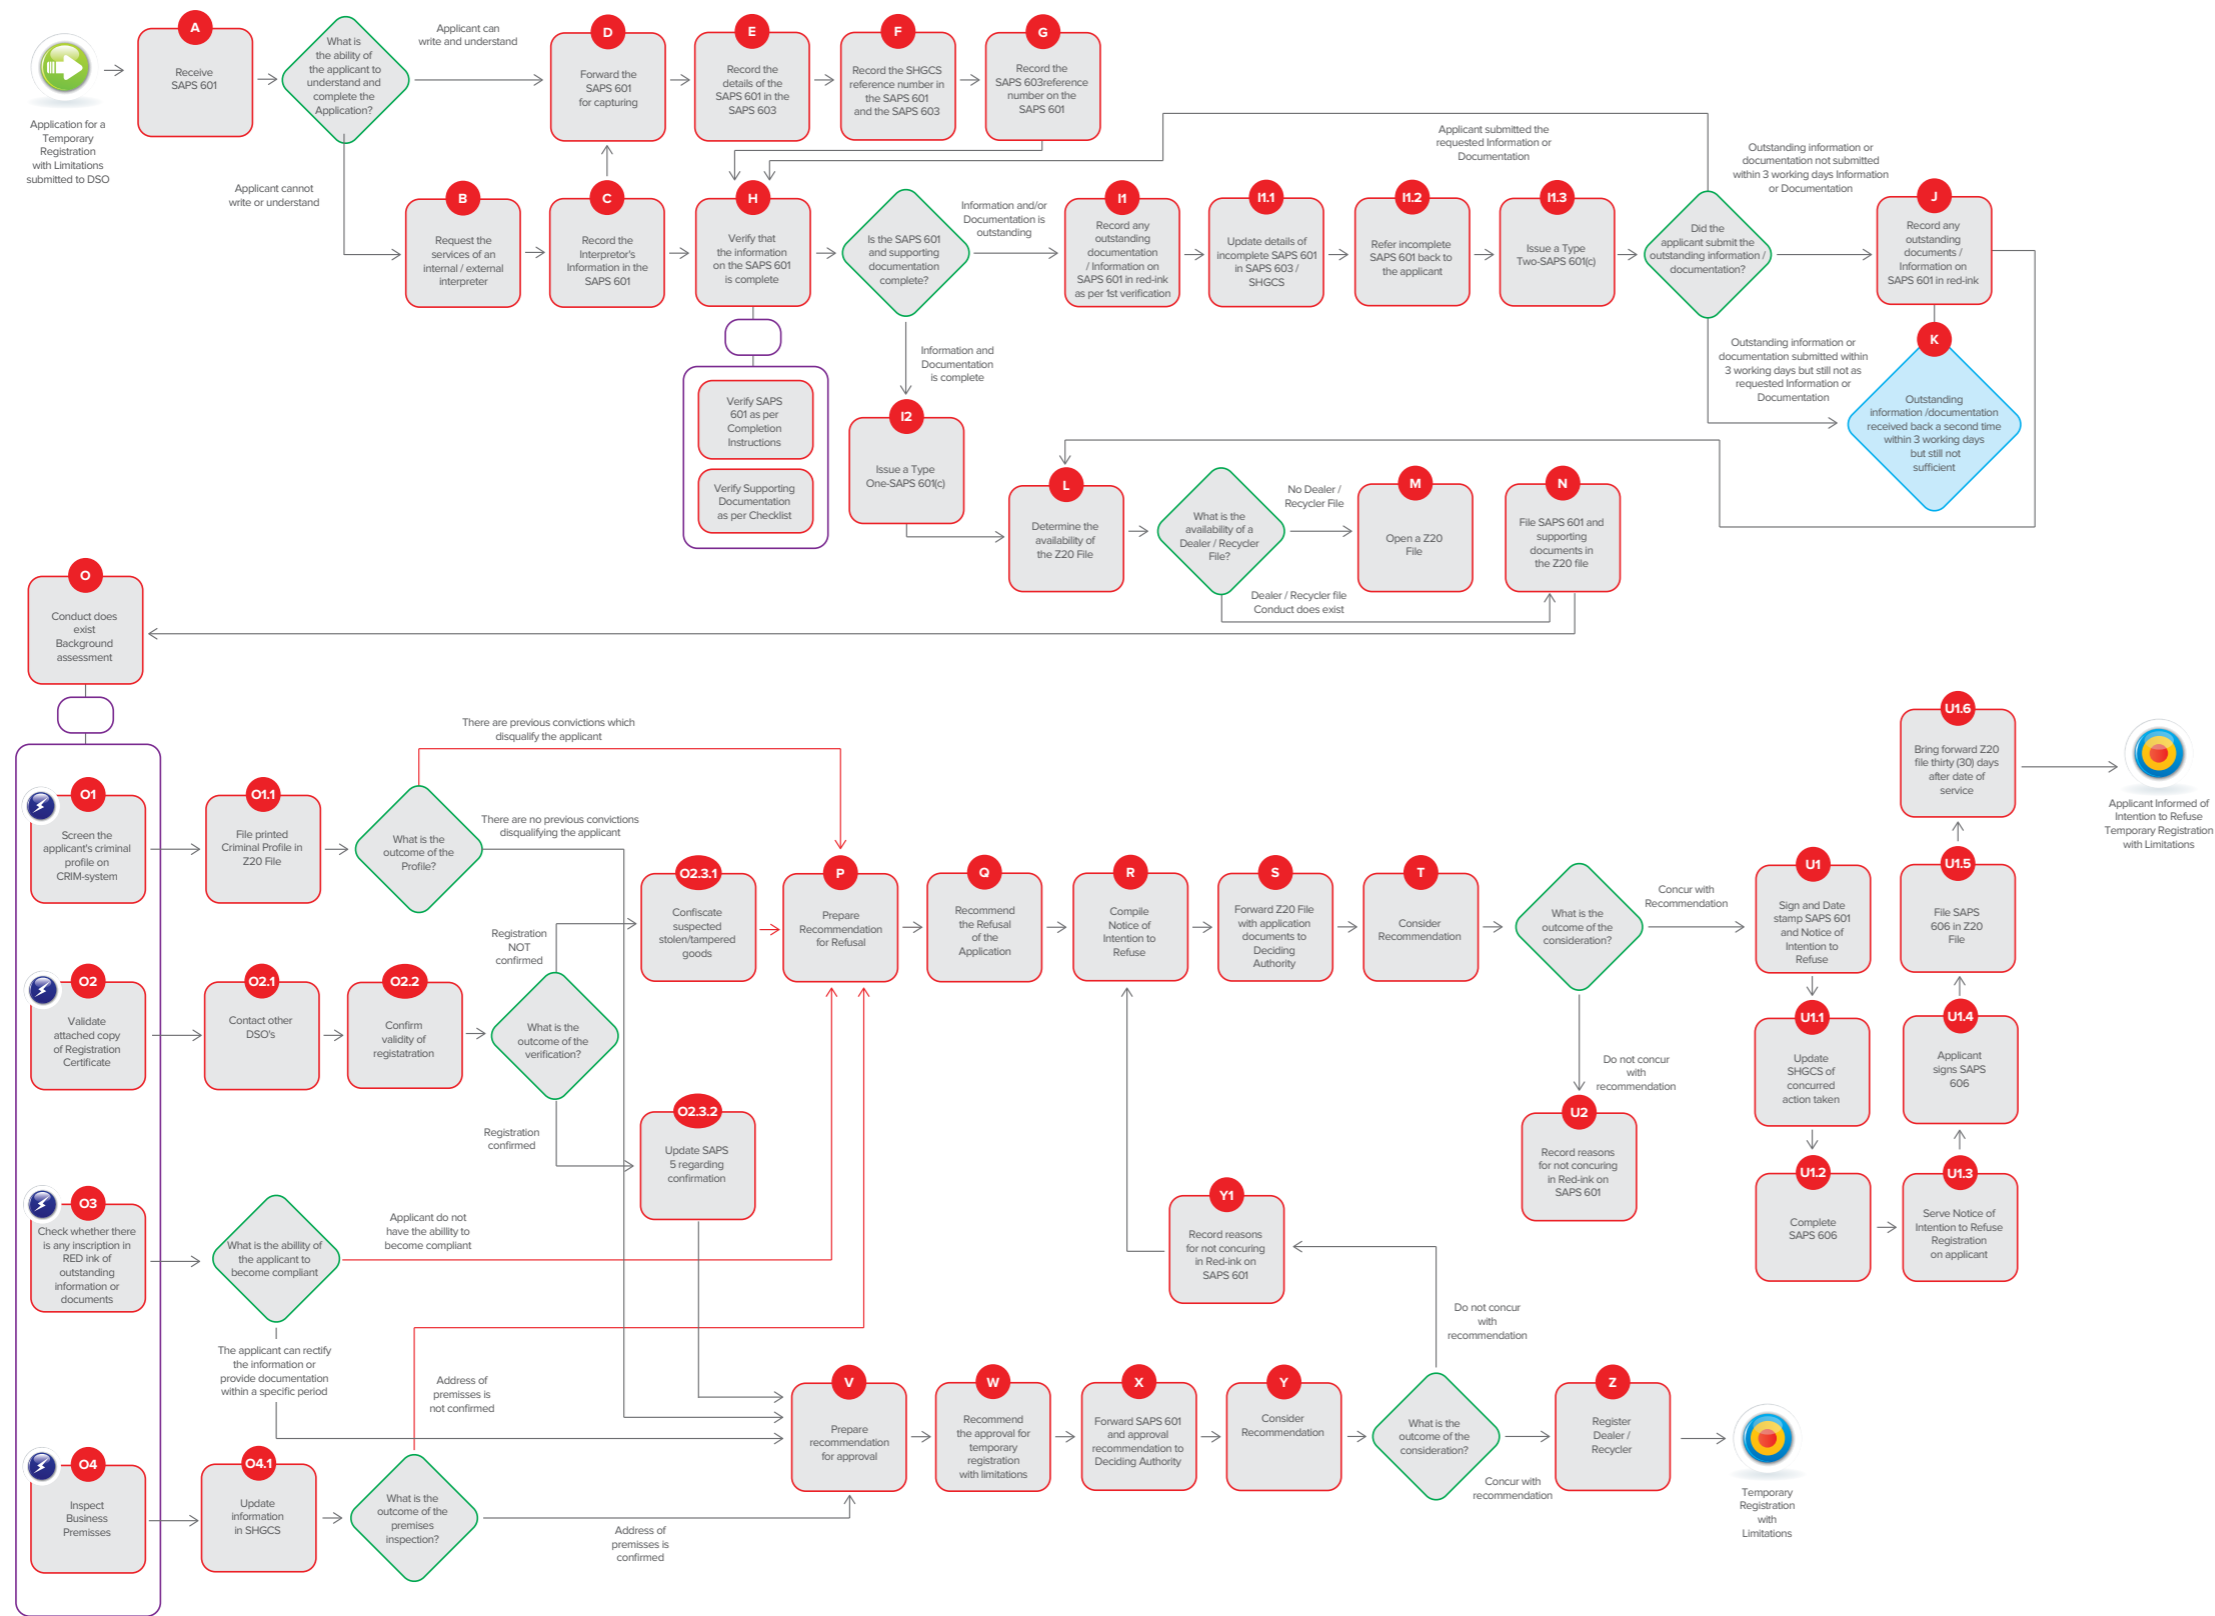 Application for a
Temporary
Registration
with Limitations
submitted to DSO
A
Receive
SAPS 601
What is
the ability of
the applicant to
understand and
complete the
Application?
Applicant can
write and understand
Applicant cannot
write or understand
B
Request the
services of an
internal / external
interpreter
C
Record the
Interpretor's
Information in the
SAPS 601
D
Forward the
SAPS 601
for capturing
E
Record the
details of the
SAPS 601 in the
SAPS 603
F
Record the SHGCS
reference number in
the SAPS 601
and the SAPS 603
G
Record the
SAPS 603reference
number on the
SAPS 601
H
Verify that
the information
on the SAPS 601
is complete
Verify SAPS
601 as per
Completion
Instructions
Verify Supporting
Documentation
as per Checklist
Is the SAPS 601
and supporting
documentation
complete?
Information and/or
Documentation is
outstanding
Information and
Documentation
is complete
I1
Record any
outstanding
documentation
/ Information on
SAPS 601 in red-ink
as per 1st verification
I1.1
Update details of
incomplete SAPS 601
in SAPS 603 /
SHGCS
I1.2
Refer incomplete
SAPS 601 back to
the applicant
I1.3
Issue a Type
Two-SAPS 601(c)
Applicant submitted the
requested Information or
Documentation
Did the
applicant submit the
outstanding information /
documentation?
Outstanding information or
documentation not submitted
within 3 working days Information
or Documentation
Outstanding information or
documentation submitted within
3 working days but still not as
requested Information or
Documentation
J
Record any
outstanding
documents /
Information on
SAPS 601 in red-ink
K
Outstanding
information /documentation
received back a second time
within 3 working days
but still not
sufficient
I2
Issue a Type
One-SAPS 601(c)
L
Determine the
availability of
the Z20 File
What is the
availability of a
Dealer / Recycler
File?
No Dealer /
Recycler File
Dealer / Recycler file
Conduct does exist
M
Open a Z20
File
N
File SAPS 601 and
supporting
documents in
the Z20 file
O
Conduct does
exist
Background
assessment
O1
Screen the
applicant's criminal
profile on
CRIM-system
O1.1
File printed
Criminal Profile in
Z20 File
What is the
outcome of the
Profile?
There are previous convictions which
disqualify the applicant
There are no previous convictions
disqualifying the applicant
O2
Validate
attached copy
of Registration
Certificate
O2.1
Contact other
DSO's
O2.2
Confirm
validity of
registatration
What is the
outcome of the
verification?
Registration
NOT
confirmed
Registration
confirmed
O2.3.1
Confiscate
suspected
stolen/tampered
goods
O2.3.2
Update SAPS
5 regarding
confirmation
O3
Check whether there
is any inscription in
RED ink of
outstanding
information or
documents
What is the abillity of
the applicant to
become compliant
Applicant do not
have the abillity to
become compliant
The applicant can rectify
the information or
provide documentation
within a specific period
O4
Inspect
Business
Premisses
O4.1
Update
information
in SHGCS
What is the
outcome of the
premises
inspection?
Address of
premisses is
not confirmed
Address of
premisses is
confirmed
P
Prepare
Recommendation
for Refusal
Q
Recommend
the Refusal
of the
Application
R
Compile
Notice of
Intention to
Refuse
S
Forward Z20 File
with application
documents to
Deciding
Authority
T
Consider
Recommendation
What is the
outcome of the
consideration?
Concur with
Recommendation
Do not concur
with
recommendation
U1
Sign and Date
stamp SAPS 601
and Notice of
Intention to
Refuse
U1.1
Update
SHGCS of
concurred
action taken
U1.2
Complete
SAPS 606
U1.3
Serve Notice of
Intention to Refuse
Registration
on applicant
U1.4
Applicant
signs SAPS
606
U1.5
File SAPS
606 in Z20
File
U1.6
Bring forward Z20
file thirty (30) days
after date of
service
Applicant Informed of
Intention to Refuse
Temporary Registration
with Limitations
U2
Record reasons
for not concuring
in Red-ink on
SAPS 601
V
Prepare
recommendation
for approval
W
Recommend
the approval for
temporary
registration
with limitations
X
Forward SAPS 601
and approval
recommendation to
Deciding Authority
Y
Consider
Recommendation
What is the
outcome of the
consideration?
Do not concur
with
recommendation
Concur with
recommendation
Y1
Record reasons
for not concuring
in Red-ink on
SAPS 601
Z
Register
Dealer /
Recycler
Temporary
Registration
with
Limitations